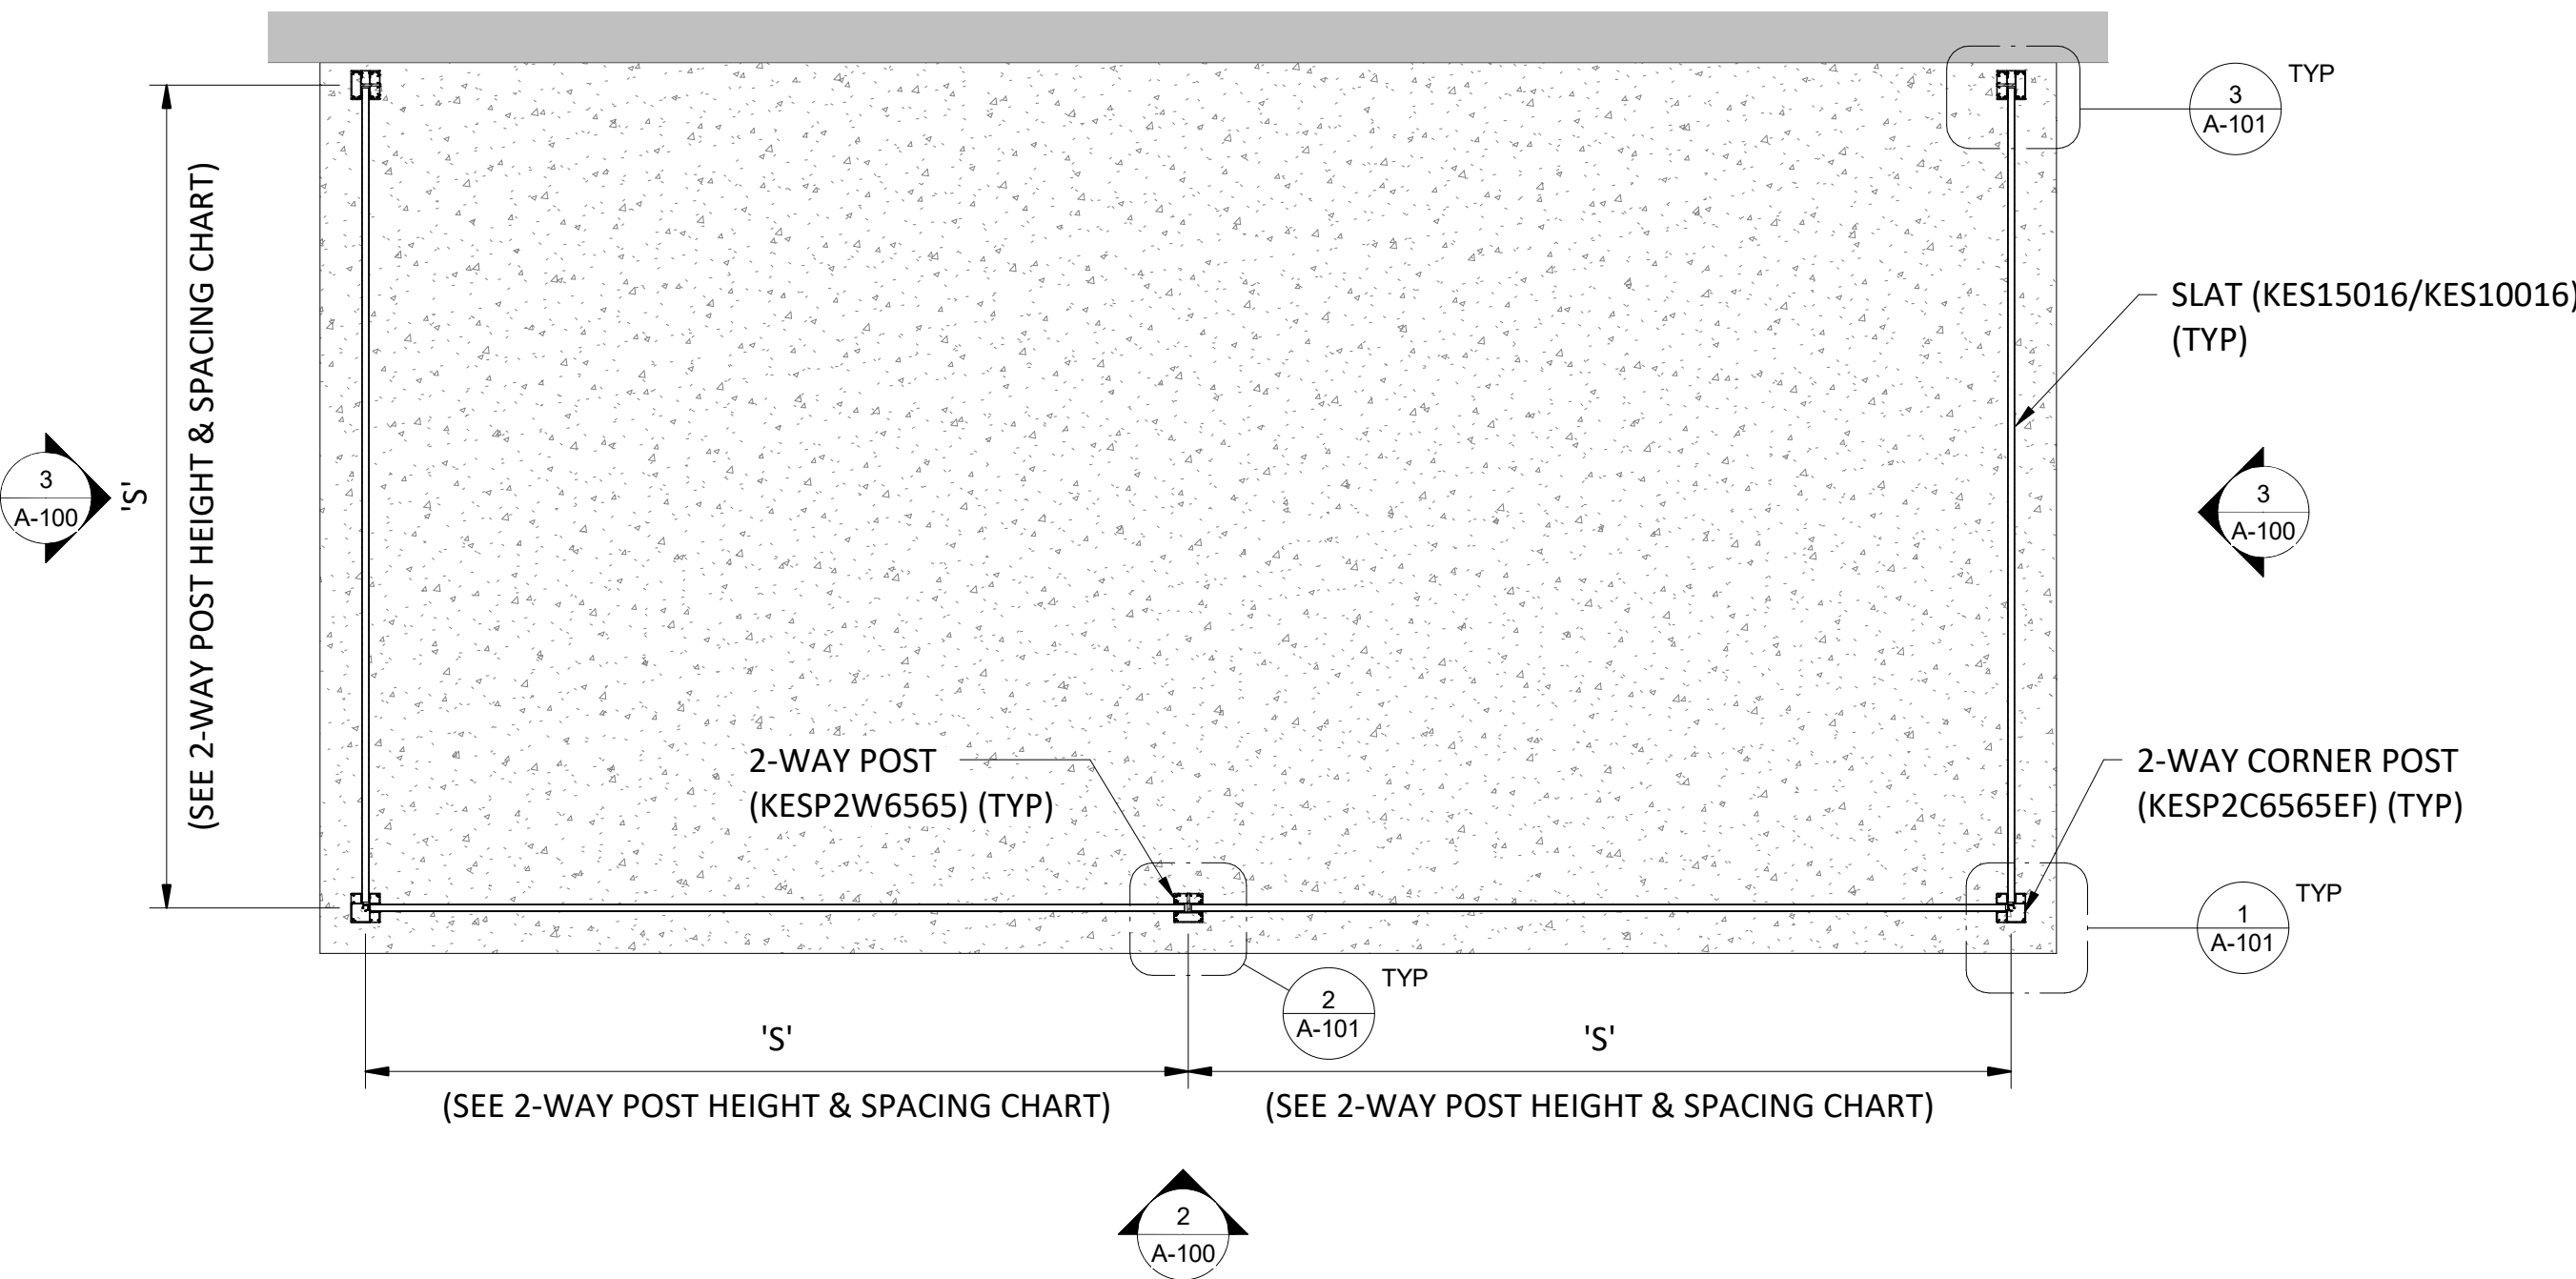 3
A-101
TYP
SLAT (KES15016/KES10016)
(TYP)
(SEE 2-WAY POST HEIGHT & SPACING CHART)
'S'
3
A-100
3
A-100
2-WAY POST
(KESP2W6565) (TYP)
2-WAY CORNER POST
(KESP2C6565EF) (TYP)
1
A-101
TYP
2
A-101
TYP
'S'
'S'
(SEE 2-WAY POST HEIGHT & SPACING CHART)
(SEE 2-WAY POST HEIGHT & SPACING CHART)
2
A-100